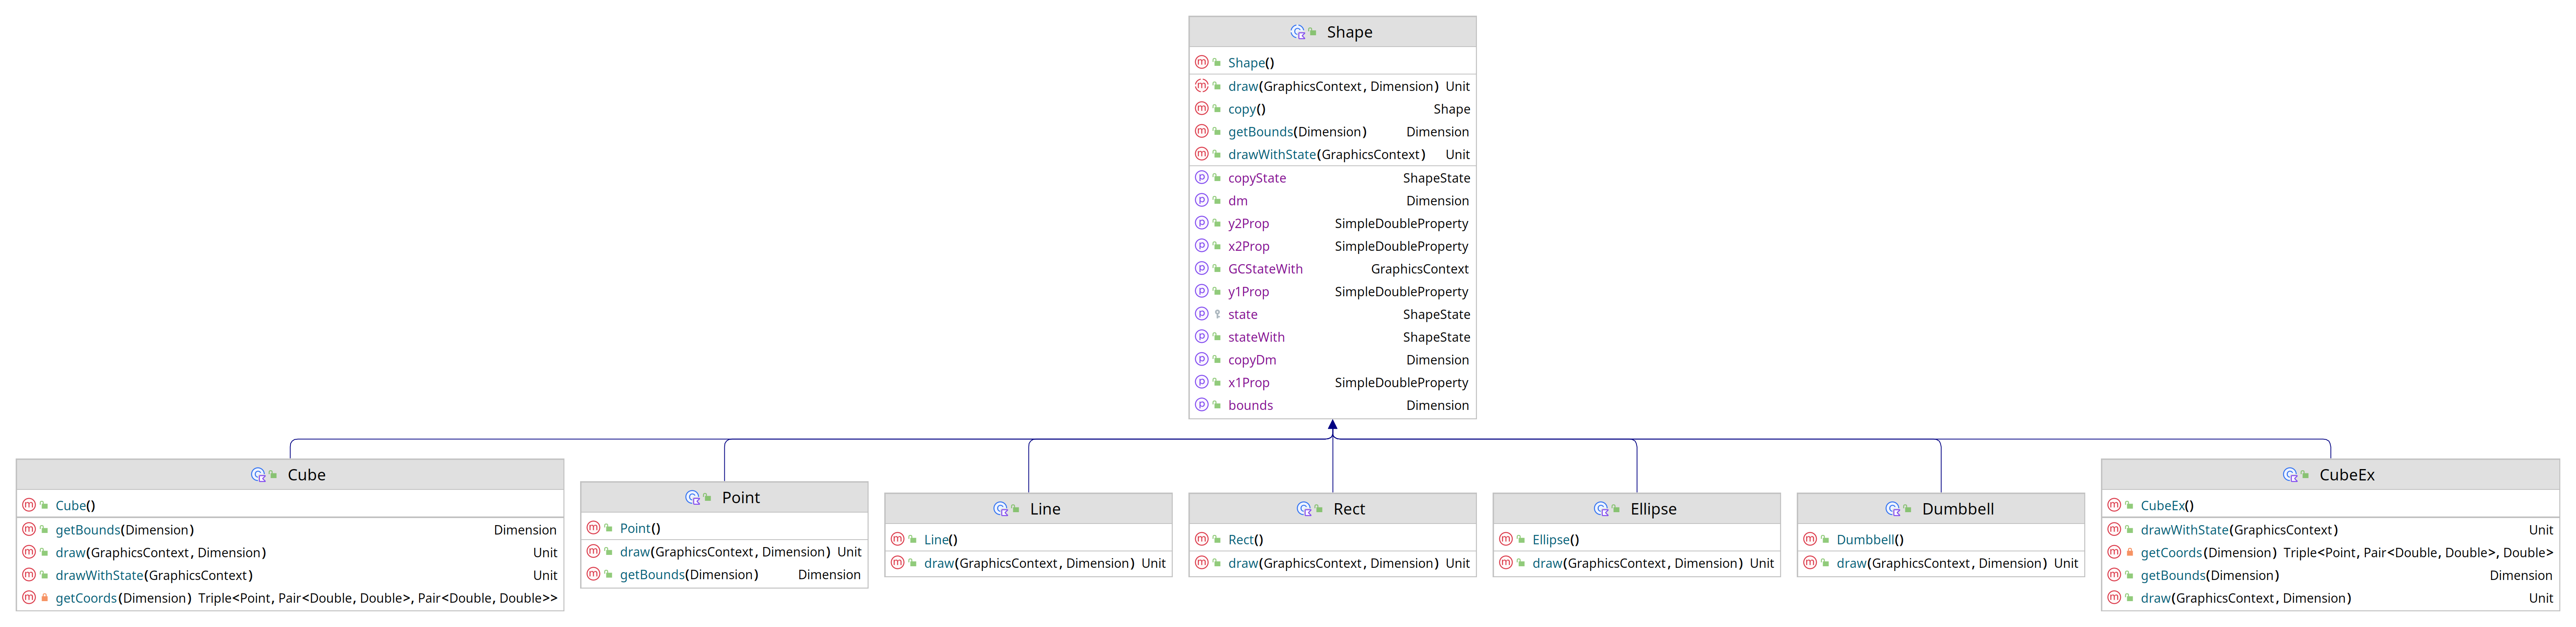 Shape
Shape()
draw(GraphicsContext, Dimension) Unit
copy() Shape
getBounds(Dimension) Dimension
drawWithState(GraphicsContext) Unit
copyState ShapeState
dm Dimension
y2Prop SimpleDoubleProperty
x2Prop SimpleDoubleProperty
GCStateWith GraphicsContext
y1Prop SimpleDoubleProperty
state ShapeState
stateWith ShapeState
copyDm Dimension
x1Prop SimpleDoubleProperty
bounds Dimension
Cube
Cube()
getBounds(Dimension) Dimension
draw(GraphicsContext, Dimension) Unit
drawWithState(GraphicsContext) Unit
getCoords(Dimension) Triple<Point, Pair<Double, Double>, Pair<Double, Double>>
Point
Point()
draw(GraphicsContext, Dimension) Unit
getBounds(Dimension) Dimension
Line
Line()
draw(GraphicsContext, Dimension) Unit
Rect
Rect()
draw(GraphicsContext, Dimension) Unit
Ellipse
Ellipse()
draw(GraphicsContext, Dimension) Unit
Dumbbell
Dumbbell()
draw(GraphicsContext, Dimension) Unit
CubeEx
CubeEx()
drawWithState(GraphicsContext) Unit
getCoords(Dimension) Triple<Point, Pair<Double, Double>, Double>
getBounds(Dimension) Dimension
draw(GraphicsContext, Dimension) Unit